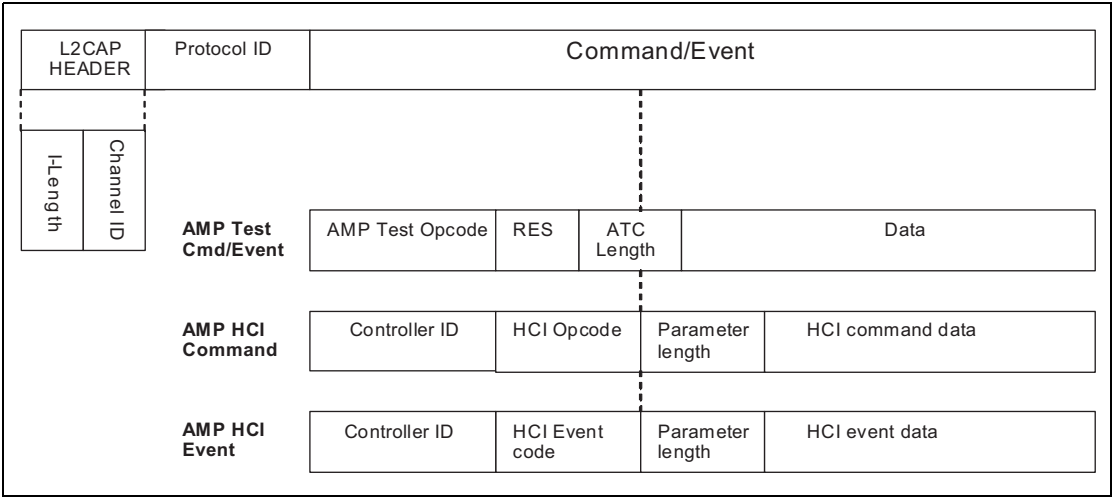 L2CAP HEADER
Protocol ID
Command/Event
I-Length
Channel ID
AMP Test Cmd/Event
AMP Test Opcode
RES
ATC Length
Data
AMP HCI Command
Controller ID
HCI Opcode
Parameter length
HCI command data
AMP HCI Event
Controller ID
HCI Event code
Parameter length
HCI event data